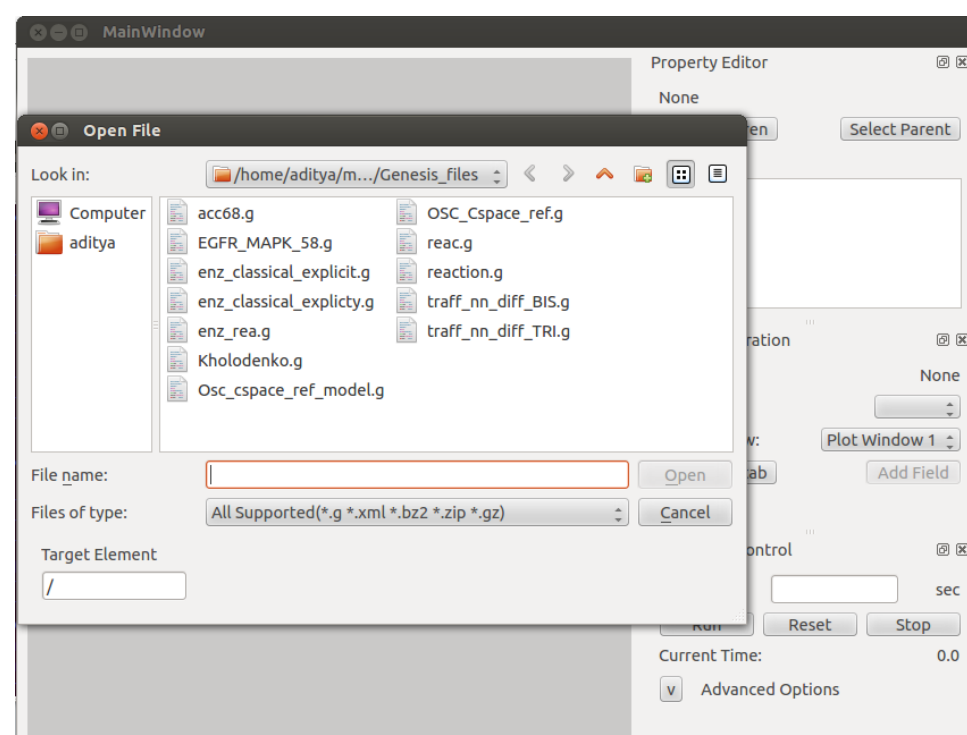 MainWindow
Property Editor
None
Open File
en
Select Parent
Look in:
/home/aditya/m.../Genesis_files
Computer
aditya
acc68.g
EGFR_MAPK_58.g
enz_classical_explicit.g
enz_classical_explicty.g
enz_rea.g
Kholodenko.g
Osc_cspace_ref_model.g
OSC_Cspace_ref.g
reac.g
reaction.g
traff_nn_diff_BIS.g
traff_nn_diff_TRI.g
ration
None
w:
Plot Window 1
File name:
Open
ab
Add Field
Files of type:
All Supported(*.g *.xml *.bz2 *.zip *.gz)
Cancel
Target Element
/
ontrol
sec
Run
Reset
Stop
Current Time:
0.0
v
Advanced Options